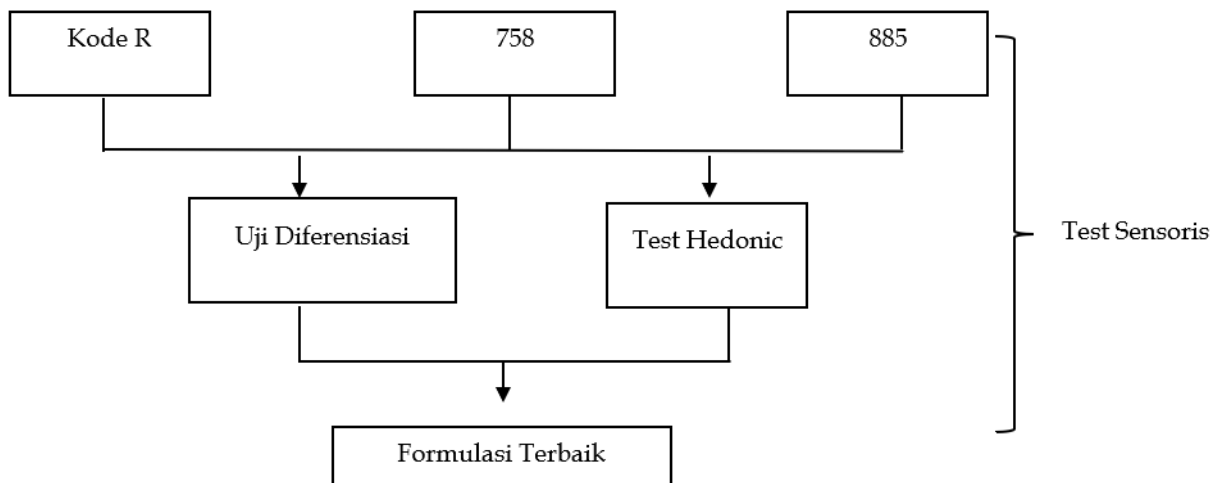 Kode R
758
885
Uji Diferensiasi
Test Hedonic
Test Sensoris
Formulasi Terbaik